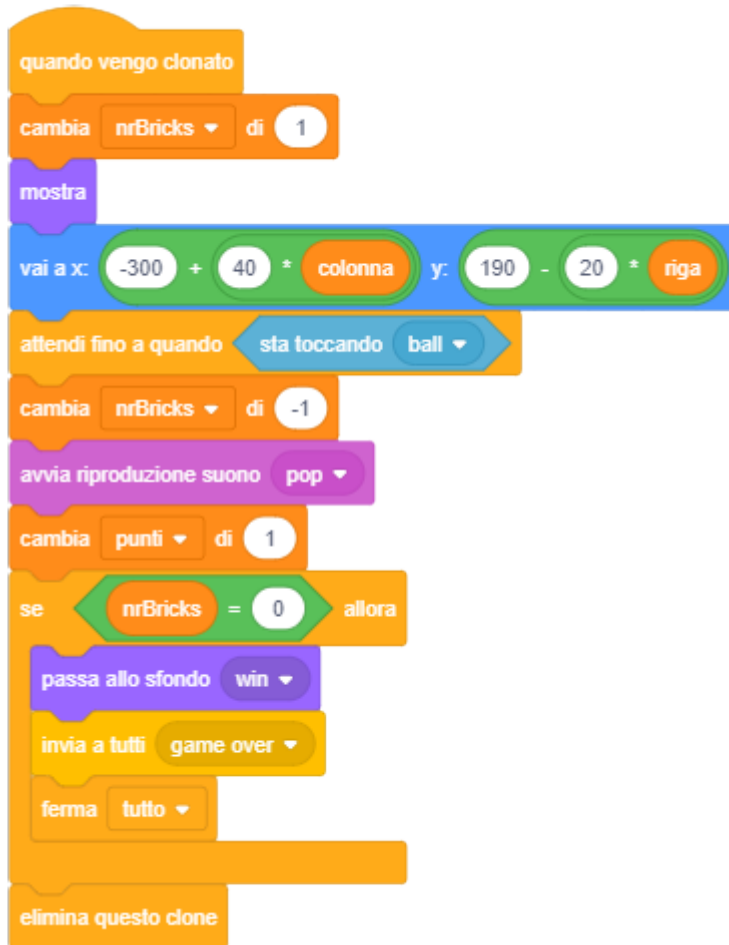 quando vengo clonato
cambia nrBricks di 1
mostra
vai a x: -300 + 40 * colonna y: 190 - 20 * riga
attendi fino a quando sta toccando ball
cambia nrBricks di -1
avvia riproduzione suono pop
cambia punti di 1
se nrBricks = 0 allora
passa allo sfondo win
invia a tutti game over
ferma tutto
elimina questo clone